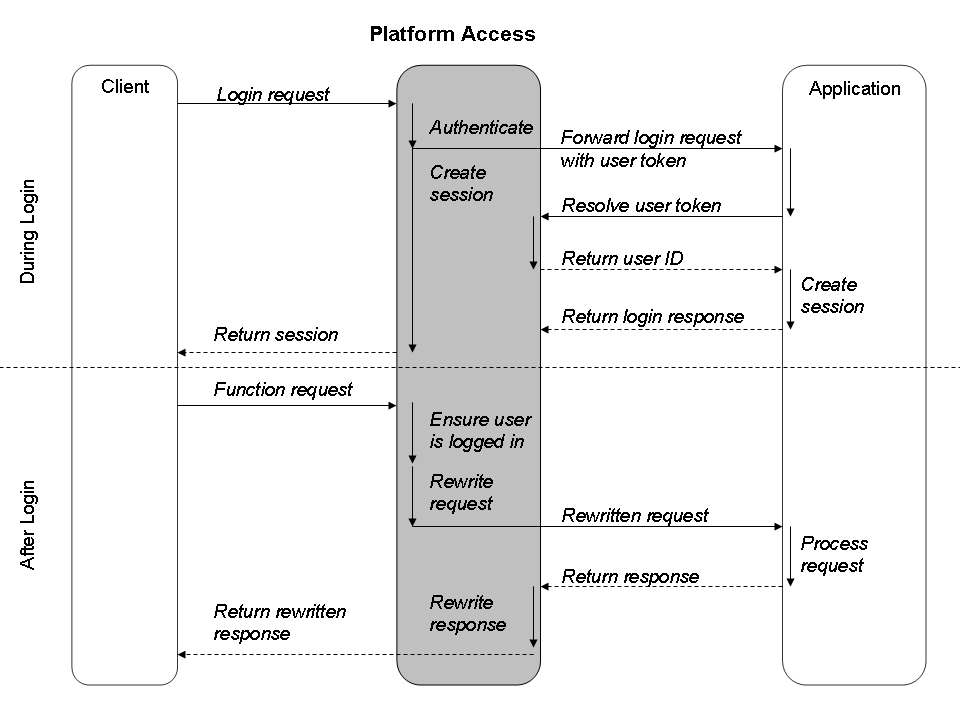 Platform Access
Client
Application
Login request
Authenticate
Forward login request
with user token
Create
session
Resolve user token
During Login
Return user ID
Create
session
Return login response
Return session
Function request
Ensure user
is logged in
Rewrite
request
After Login
Rewritten request
Process
request
Return response
Rewrite
response
Return rewritten
response